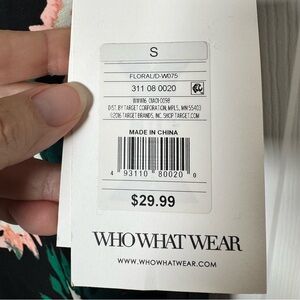 S
FLORAL/D-W075
311 08 0020
DIST. BY TARGET CORPORATION, MPLS, MN 55403
©2016 TARGET BRANDS, INC. SHOP TARGET.COM
MADE IN CHINA
4 93110 80020 0
$29.99
WHO WHAT WEAR
WWW.WHOWHATWEAR.COM